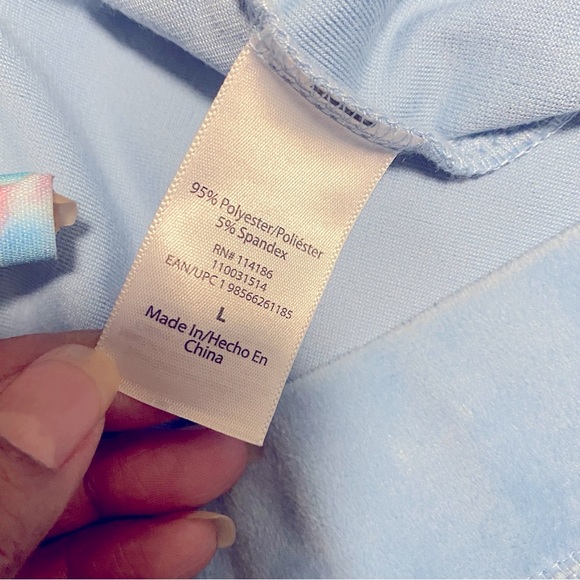 95% Polyester/Poliéster
5% Spandex
RN# 114186
110031514
EAN/UPC 1 98566261185
L
Made In/Hecho En
China